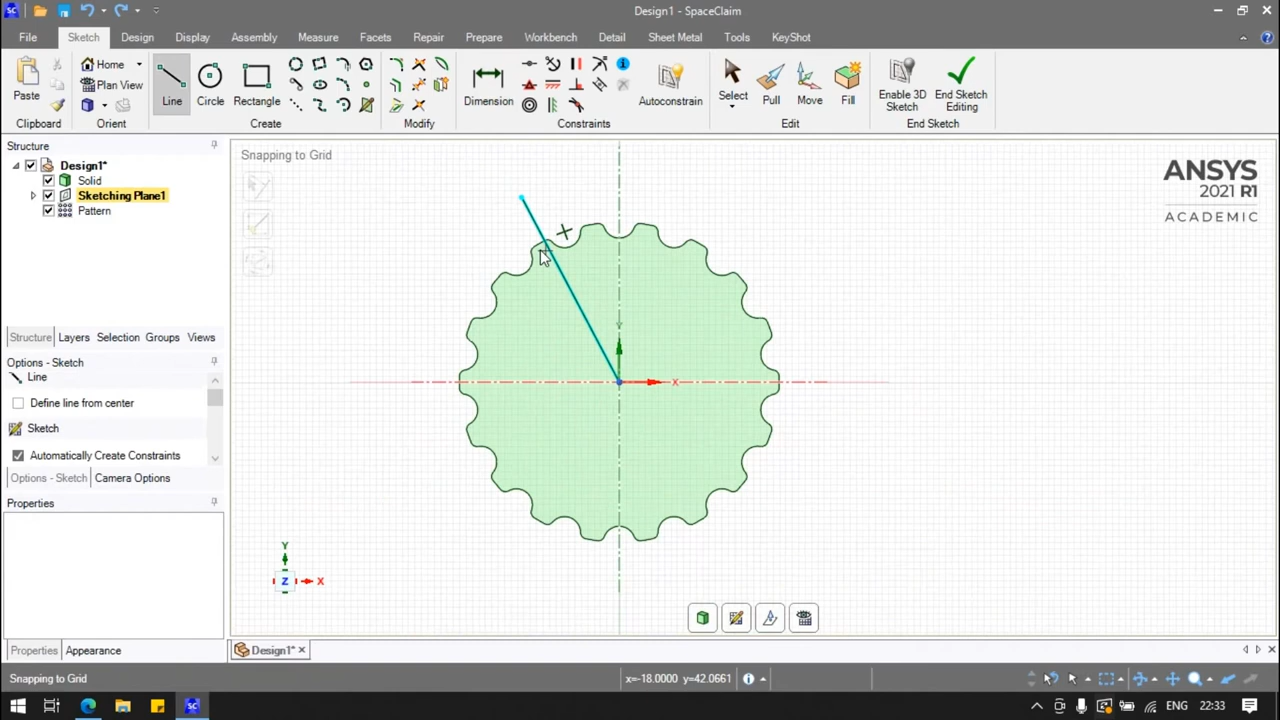 Design1 - SpaceClaim
File Sketch Design Display Assembly Measure Facets Repair Prepare Workbench Detail Sheet Metal Tools KeyShot
Paste
Home
Plan View
Line
Circle
Rectangle
Dimension
Autoconstrain
Select
Pull
Move
Fill
Enable 3D
Sketch
End Sketch
Editing
Clipboard Orient Create Modify Constraints Edit End Sketch
Structure
Design1*
Solid
Sketching Plane1
Pattern
Structure Layers Selection Groups Views
Options - Sketch
Line
Define line from center
Sketch
Automatically Create Constraints
Options - Sketch Camera Options
Properties
Properties Appearance
Snapping to Grid
ANSYS
2021 R1
ACADEMIC
X
Y
Z
X
Design1*
Snapping to Grid
x=-18.0000 y=42.0661
ENG
22:33